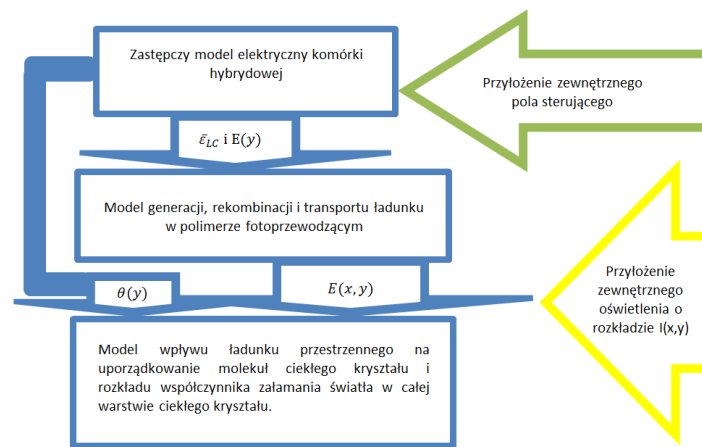 Zastępczy model elektryczny komórki
hybrydowej
Przyłożenie zewnętrznego
pola sterującego
ε̄_LC i E(y)
Model generacji, rekombinacji i transportu ładunku
w polimerze fotoprzewodzącym
Przyłożenie
zewnętrznego
oświetlenia o
rozkładzie I(x,y)
θ(y)
E(x,y)
Model wpływu ładunku przestrzennego na
uporządkowanie molekuł ciekłego kryształu i
rozkładu współczynnika załamania światła w całej
warstwie ciekłego kryształu.